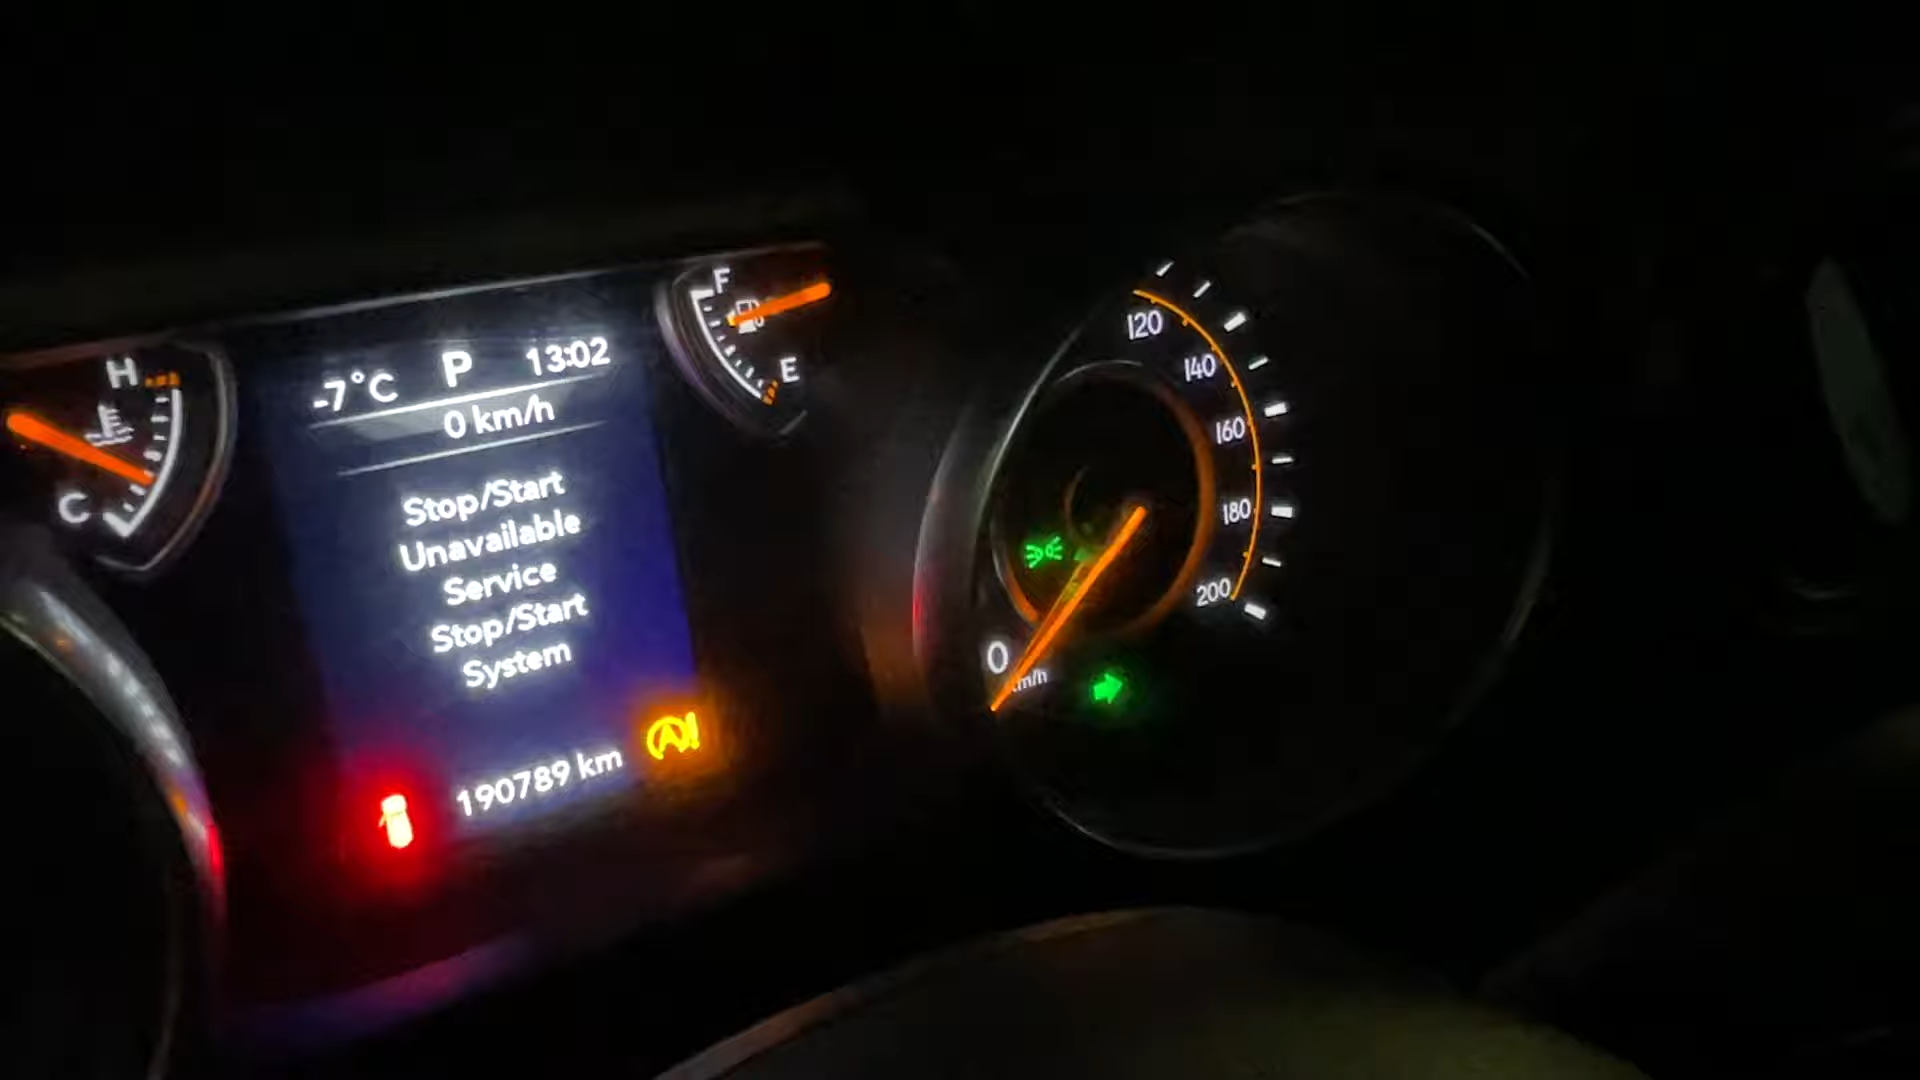 H
C
-7°C P 13:02
0 km/h
Stop/Start
Unavailable
Service
Stop/Start
System
190789 km
F
E
120
140
160
180
200
0
km/h